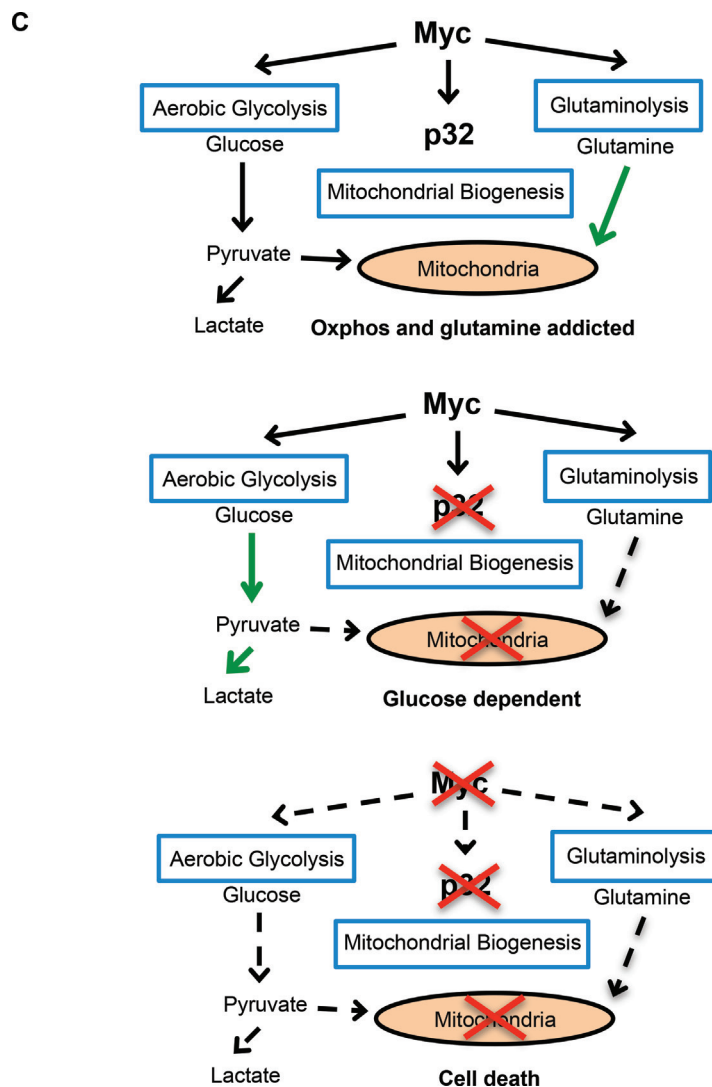 C
Myc
Aerobic Glycolysis
Glutaminolysis
Glucose
p32
Glutamine
Mitochondrial Biogenesis
Pyruvate
Mitochondria
Lactate
Oxphos and glutamine addicted
Myc
Aerobic Glycolysis
Glutaminolysis
Glucose
p32
Glutamine
Mitochondrial Biogenesis
Pyruvate
Mitochondria
Lactate
Glucose dependent
Myc
Aerobic Glycolysis
Glutaminolysis
Glucose
p32
Glutamine
Mitochondrial Biogenesis
Pyruvate
Mitochondria
Lactate
Cell death